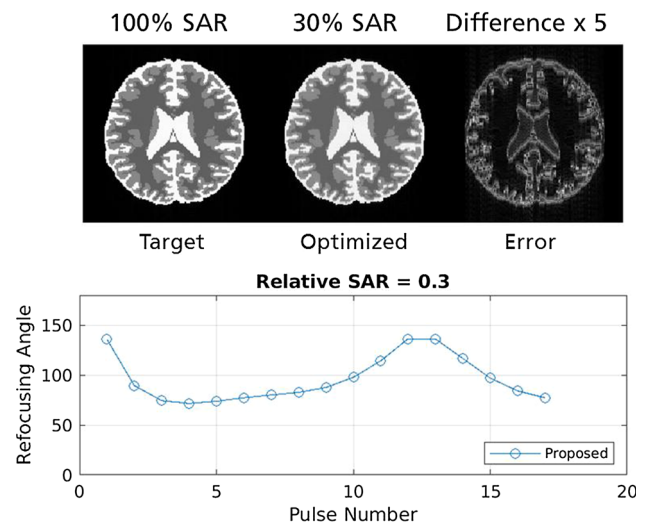 100% SAR 30% SAR Difference x 5
Target Optimized Error
Relative SAR = 0.3
Refocusing Angle
150
100
50
0
Proposed
0 5 10 15 20
Pulse Number